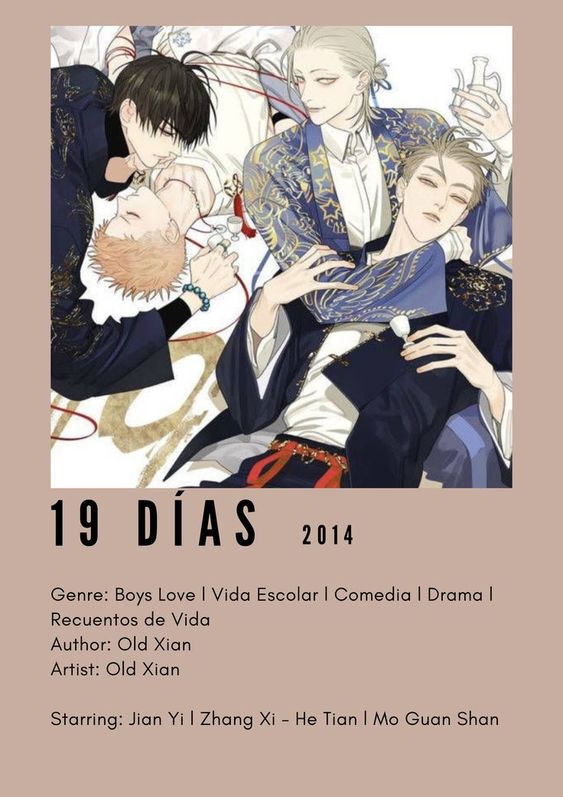 19 DÍAS 2014
Genre: Boys Love l Vida Escolar l Comedia l Drama l
Recuentos de Vida
Author: Old Xian
Artist: Old Xian
Starring: Jian Yi l Zhang Xi - He Tian l Mo Guan Shan